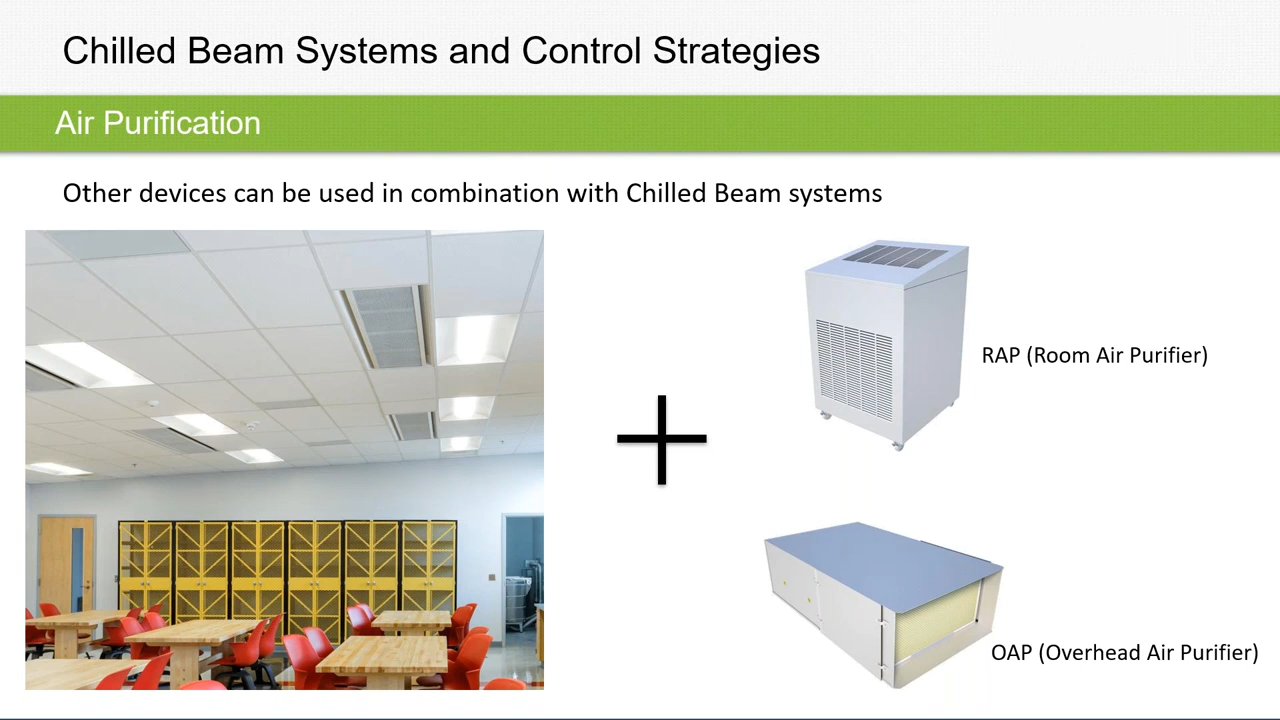 Chilled Beam Systems and Control Strategies
Air Purification
Other devices can be used in combination with Chilled Beam systems
RAP (Room Air Purifier)
OAP (Overhead Air Purifier)